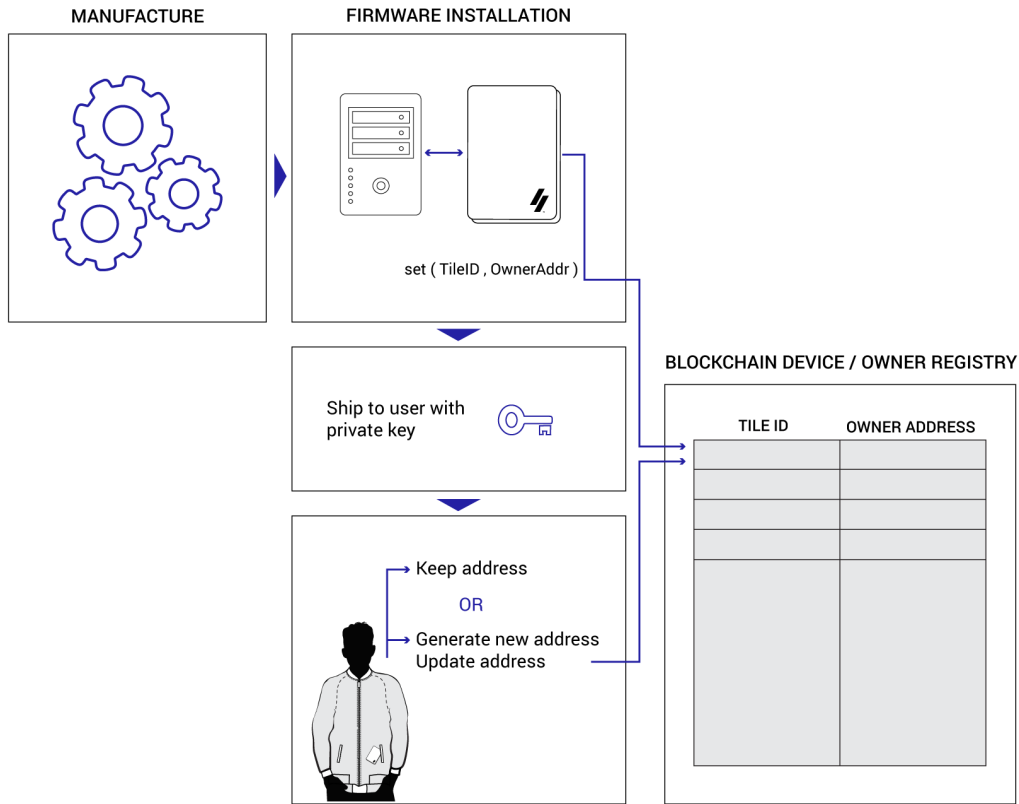 MANUFACTURE
FIRMWARE INSTALLATION
set ( TileID , OwnerAddr )
Ship to user with
private key
Keep address
OR
Generate new address
Update address
BLOCKCHAIN DEVICE / OWNER REGISTRY
TILE ID
OWNER ADDRESS